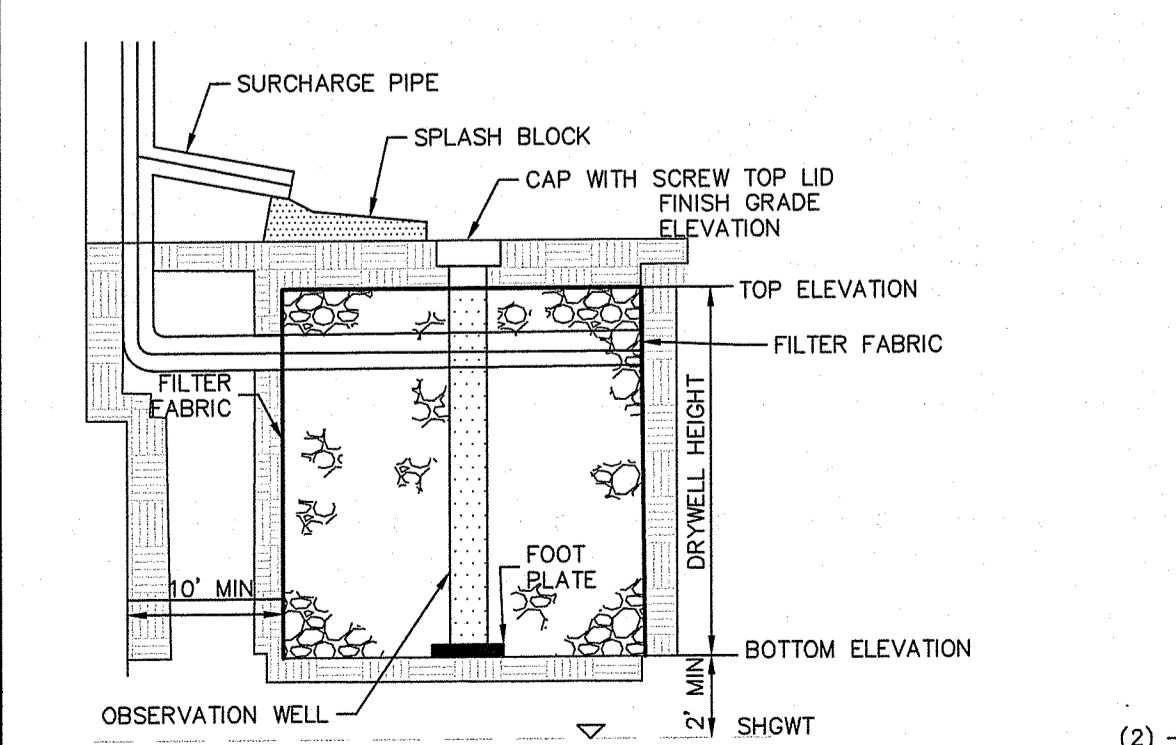 SURCHARGE PIPE
SPLASH BLOCK
CAP WITH SCREW TOP LID
FINISH GRADE
ELEVATION
TOP ELEVATION
FILTER FABRIC
FILTER
FABRIC
DRYWELL HEIGHT
FOOT
PLATE
10' MIN
BOTTOM ELEVATION
2' MIN
OBSERVATION WELL
SHGWT
(2)